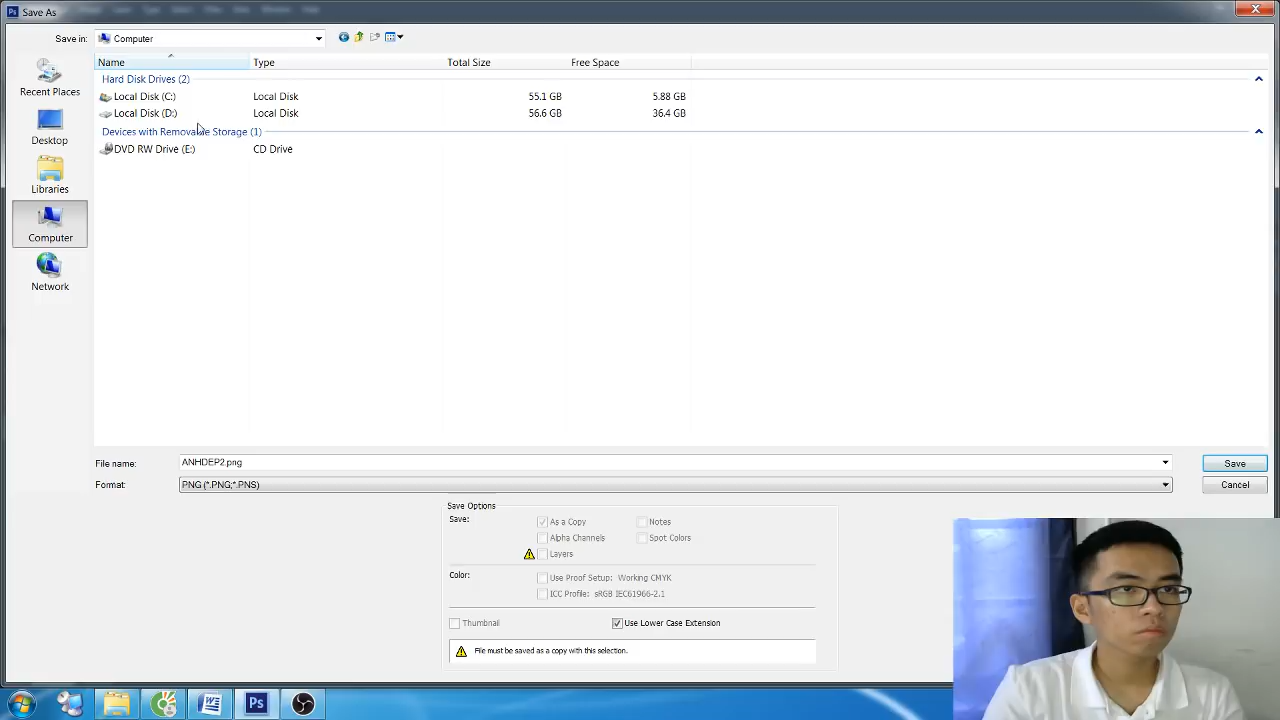 Save As
Save in: Computer
Name Type Total Size Free Space
Hard Disk Drives (2)
Local Disk (C:) Local Disk 55.1 GB 5.88 GB
Local Disk (D:) Local Disk 56.6 GB 36.4 GB
Devices with Removable Storage (1)
DVD RW Drive (E:) CD Drive
Recent Places
Desktop
Libraries
Computer
Network
File name: ANHDEP2.png Save
Format: PNG (*.PNG;*.PNS) Cancel
Save Options
Save: As a Copy Notes
Alpha Channels Spot Colors
Layers
Color: Use Proof Setup: Working CMYK
ICC Profile: sRGB IEC61966-2.1
Thumbnail Use Lower Case Extension
File must be saved as a copy with this selection.
Ps